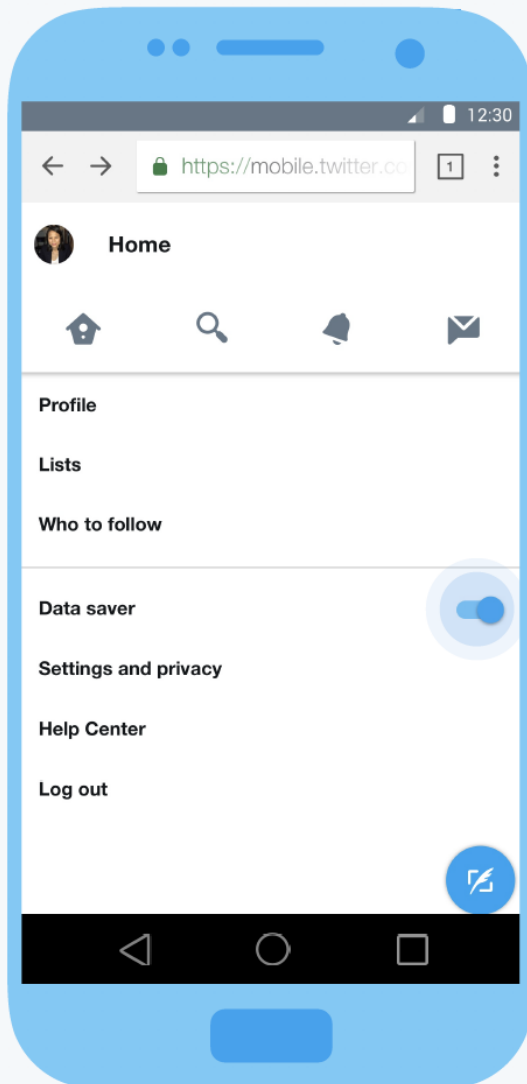 12:30
https://mobile.twitter.co
1
Home
Profile
Lists
Who to follow
Data saver
Settings and privacy
Help Center
Log out